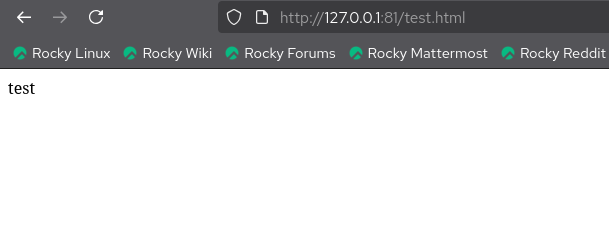 http://127.0.0.1:81/test.html
Rocky Linux Rocky Wiki Rocky Forums Rocky Mattermost Rocky Reddit
test